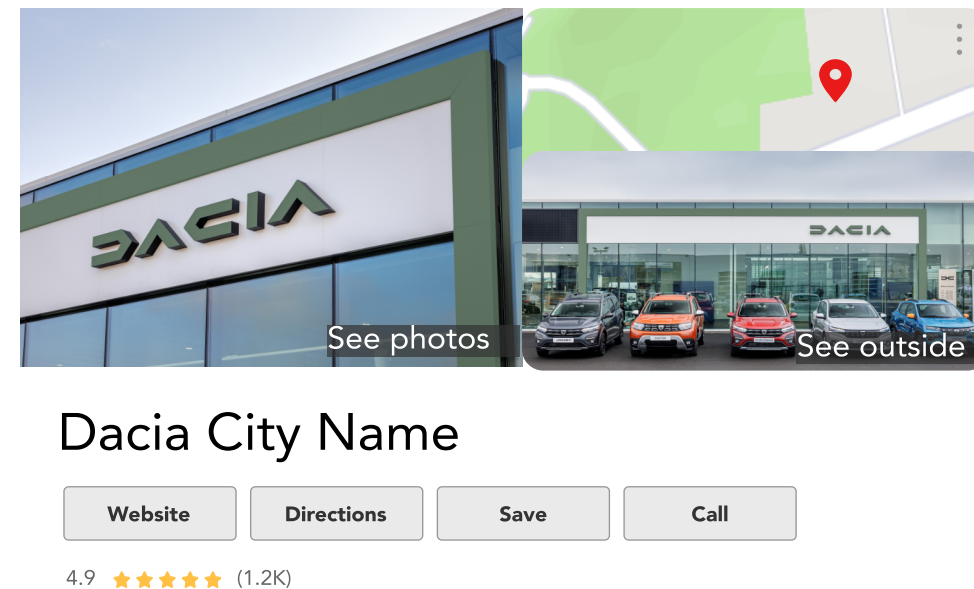 DACIA
DACIA
See photos
See outside
Dacia City Name
Website
Directions
Save
Call
4.9
(1.2K)